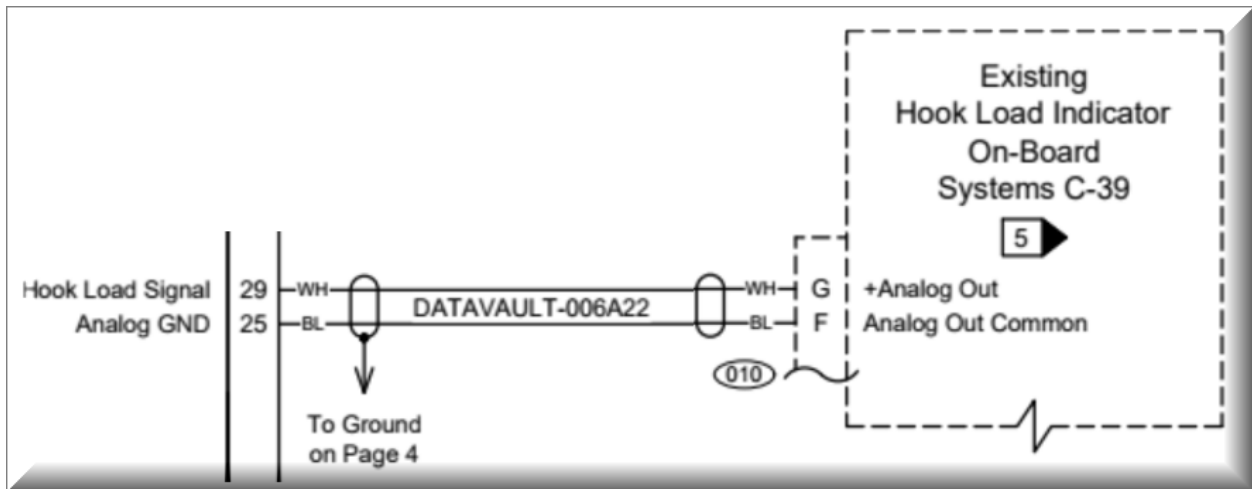 Existing
Hook Load Indicator
On-Board
Systems C-39
5
Hook Load Signal 29 WH DATAVAULT-006A22 WH G +Analog Out
Analog GND 25 BL BL F Analog Out Common
010
To Ground
on Page 4